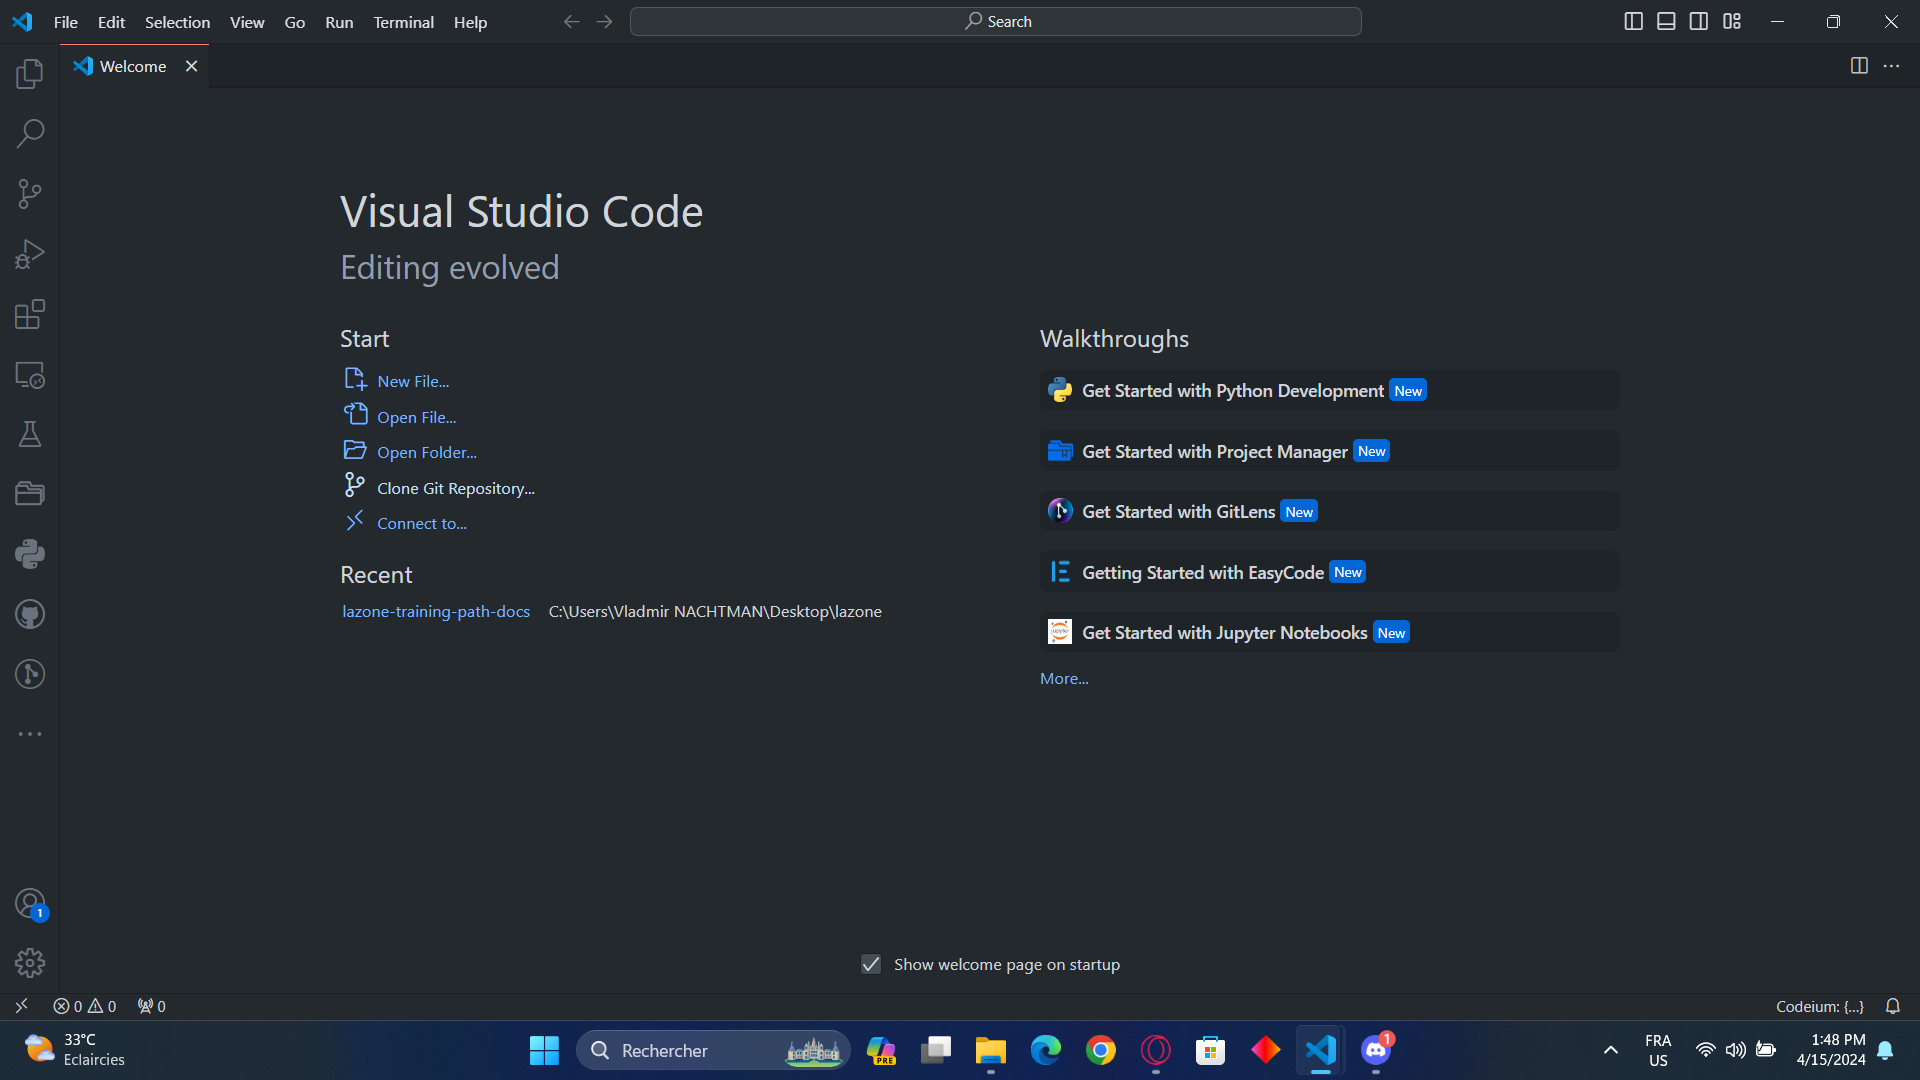 File Edit Selection View Go Run Terminal Help
Search
Welcome
Visual Studio Code
Editing evolved
Start
New File...
Open File...
Open Folder...
Clone Git Repository...
Connect to...
Recent
lazone-training-path-docs C:\Users\Vladmir NACHTMAN\Desktop\lazone
Walkthroughs
Get Started with Python Development New
Get Started with Project Manager New
Get Started with GitLens New
Getting Started with EasyCode New
Get Started with Jupyter Notebooks New
More...
1
Show welcome page on startup
0 0 0
Codeium: {...}
33°C
Eclaircies
Rechercher
PRE
1
FRA
US
1:48 PM
4/15/2024